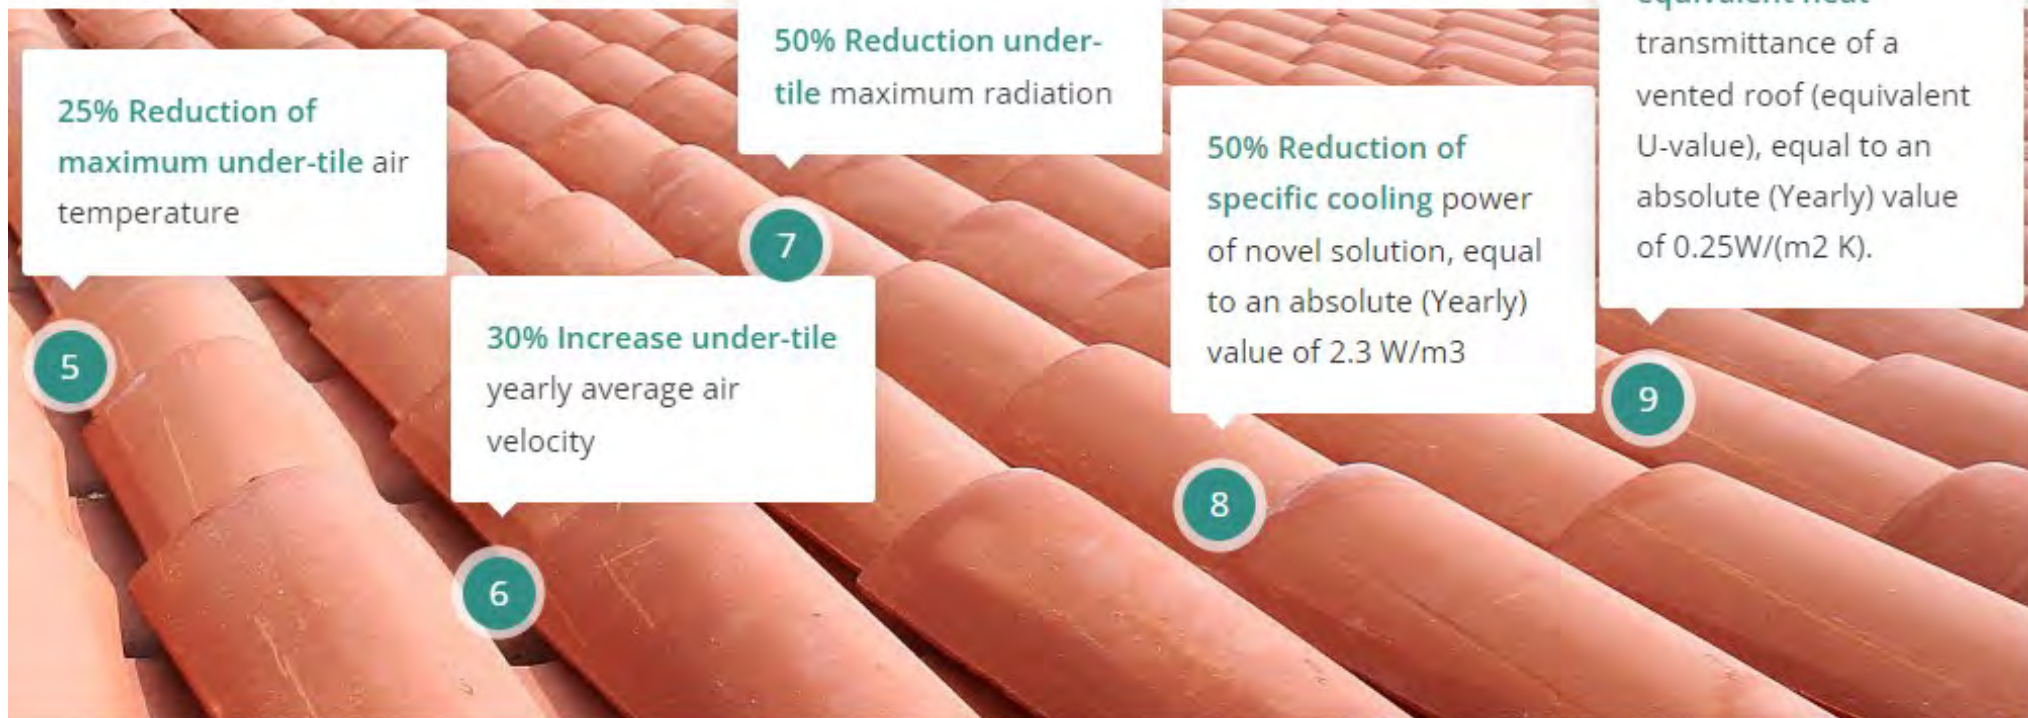 25% Reduction of
maximum under-tile air
temperature
5
30% Increase under-tile
yearly average air
velocity
6
50% Reduction under-
tile maximum radiation
7
50% Reduction of
specific cooling power
of novel solution, equal
to an absolute (Yearly)
value of 2.3 W/m3
8
equivalent heat
transmittance of a
vented roof (equivalent
U-value), equal to an
absolute (Yearly) value
of 0.25W/(m2 K).
9